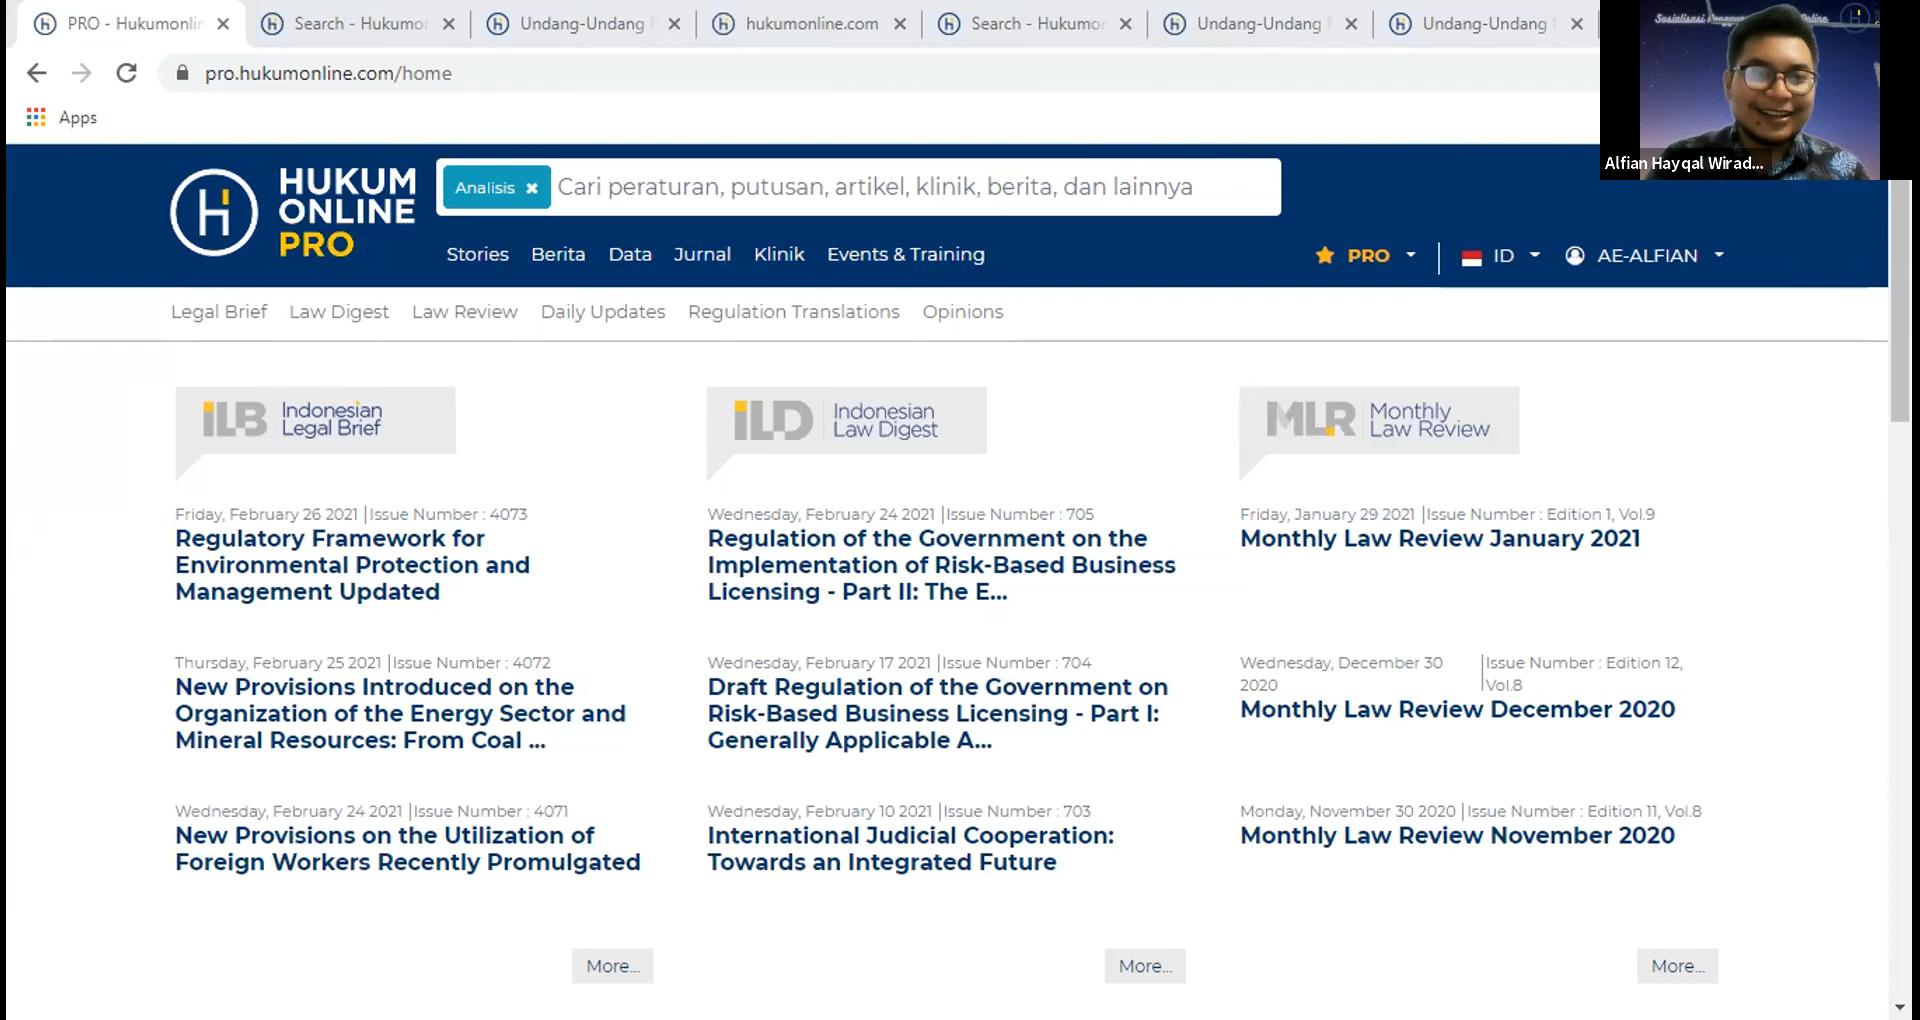 PRO - Hukumonlin
Search - Hukumor
Undang-Undang
hukumonline.com
Search - Hukumor
Undang-Undang
Undang-Undang
pro.hukumonline.com/home
Apps
Sosialisasi
Online
Alfian Hayqal Wirad...
HUKUM
ONLINE
PRO
Analisis
Cari peraturan, putusan, artikel, klinik, berita, dan lainnya
Stories Berita Data Jurnal Klinik Events & Training
PRO
ID
AE-ALFIAN
Legal Brief Law Digest Law Review Daily Updates Regulation Translations Opinions
iLB Indonesian
Legal Brief
Friday, February 26 2021 |Issue Number : 4073
Regulatory Framework for
Environmental Protection and
Management Updated
Thursday, February 25 2021 |Issue Number : 4072
New Provisions Introduced on the
Organization of the Energy Sector and
Mineral Resources: From Coal ...
Wednesday, February 24 2021 |Issue Number : 4071
New Provisions on the Utilization of
Foreign Workers Recently Promulgated
More...
iLD Indonesian
Law Digest
Wednesday, February 24 2021 |Issue Number : 705
Regulation of the Government on the
Implementation of Risk-Based Business
Licensing - Part II: The E...
Wednesday, February 17 2021 |Issue Number : 704
Draft Regulation of the Government on
Risk-Based Business Licensing - Part I:
Generally Applicable A...
Wednesday, February 10 2021 |Issue Number : 703
International Judicial Cooperation:
Towards an Integrated Future
More...
MLR Monthly
Law Review
Friday, January 29 2021 |Issue Number : Edition 1, Vol.9
Monthly Law Review January 2021
Wednesday, December 30
2020
|Issue Number : Edition 12,
Vol.8
Monthly Law Review December 2020
Monday, November 30 2020 |Issue Number : Edition 11, Vol.8
Monthly Law Review November 2020
More...